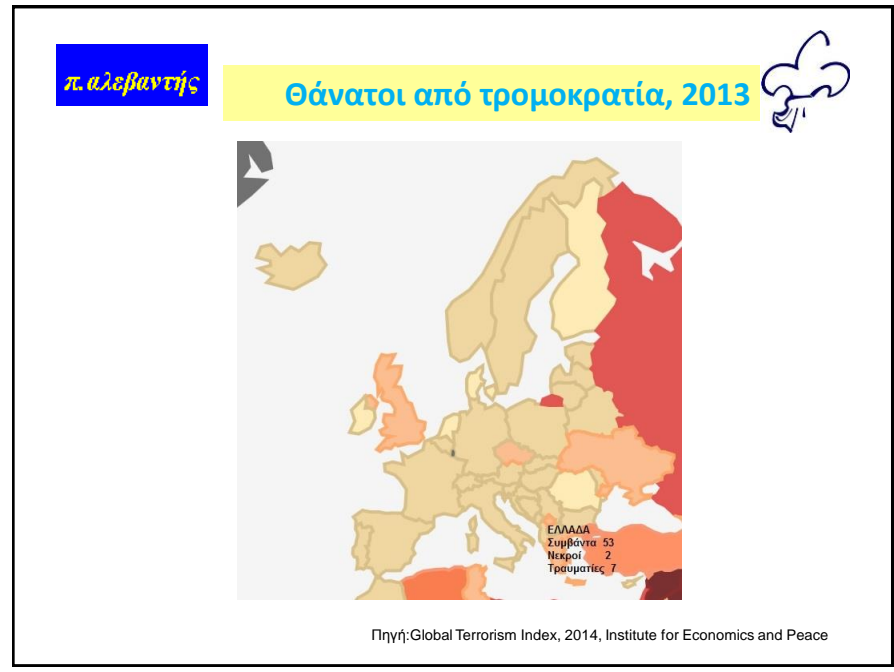 π.αλεβαντής
Θάνατοι από τρομοκρατία, 2013
ΕΛΛΑΔΑ
Συμβάντα 53
Νεκροί 2
Τραυματίες 7
Πηγή:Global Terrorism Index, 2014, Institute for Economics and Peace